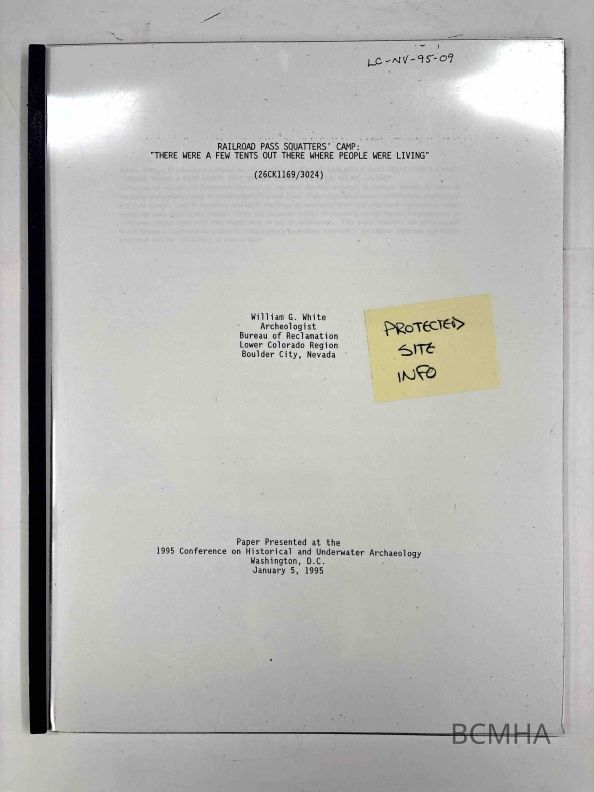 LC-NV-95-09
RAILROAD PASS SQUATTERS' CAMP:
"THERE WERE A FEW TENTS OUT THERE WHERE PEOPLE WERE LIVING"
(26CK1169/3024)
William G. White
Archeologist
Bureau of Reclamation
Lower Colorado Region
Boulder City, Nevada
PROTECTED
SITE
INFO
Paper Presented at the
1995 Conference on Historical and Underwater Archaeology
Washington, D.C.
January 5, 1995
BCMHA